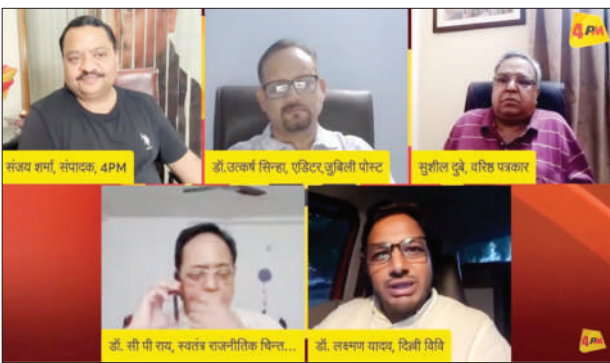 4PM
संजय शर्मा, संपादक, 4PM
डॉ.उत्कर्ष सिन्हा, एडिटर,जुबिली पोस्ट
सुशील दुबे, वरिष्ठ पत्रकार
डॉ. सी पी राय, स्वतंत्र राजनीतिक चिन्त...
डॉ. लक्ष्मण यादव, दिल्ली विवि
4PM